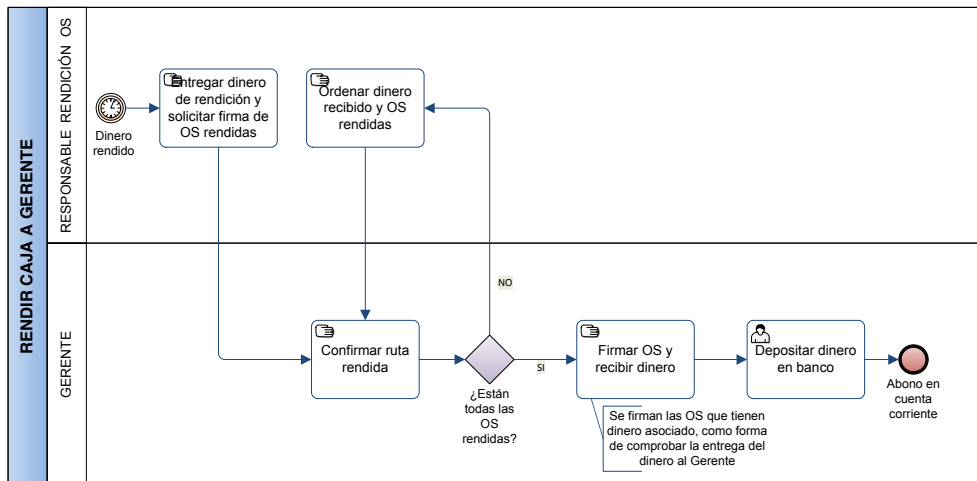 RENDIR CAJA A GERENTE
RESPONSABLE RENDICIÓN OS
Dinero
rendido
Entregar dinero
de rendición y
solicitar firma de
OS rendidas
Ordenar dinero
recibido y OS
rendidas
NO
GERENTE
Confirmar ruta
rendida
¿Están
todas las
OS
rendidas?
SI
Firmar OS y
recibir dinero
Depositar dinero
en banco
Abono en
cuenta
corriente
Se firman las OS que tienen
dinero asociado, como forma
de comprobar la entrega del
dinero al Gerente